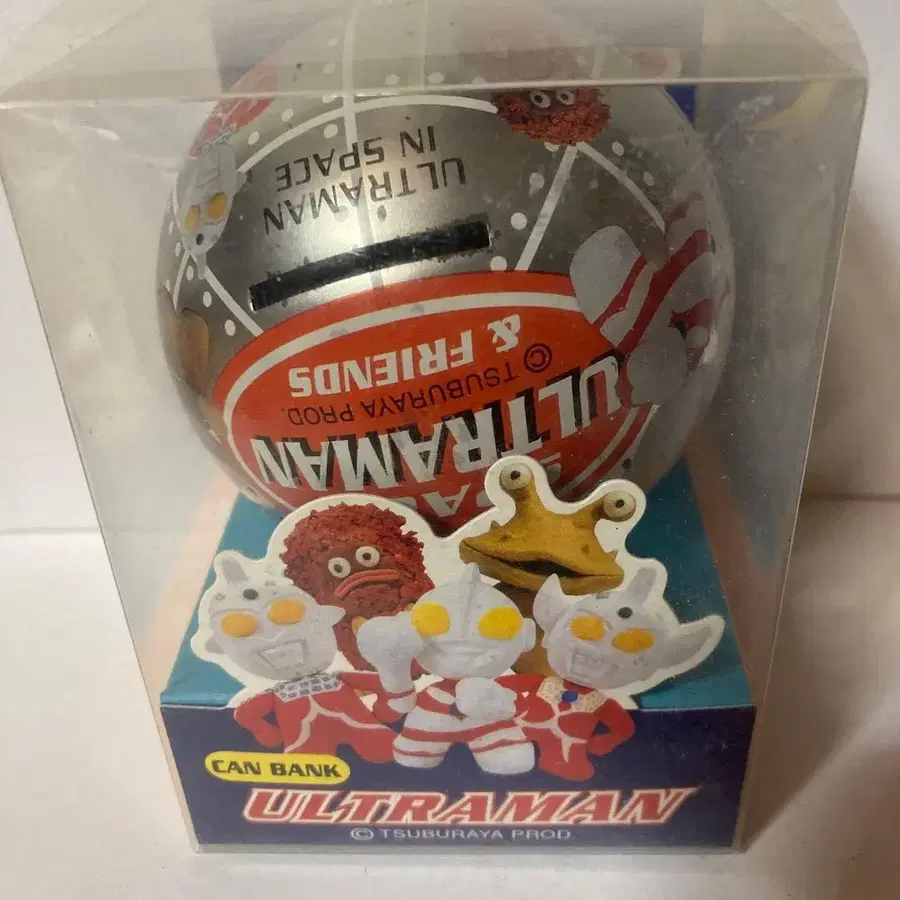 ULTRAMAN
© TSUBURAYA PROD.
& FRIENDS
ULTRAMAN
IN SPACE
CAN BANK
ULTRAMAN
© TSUBURAYA PROD.